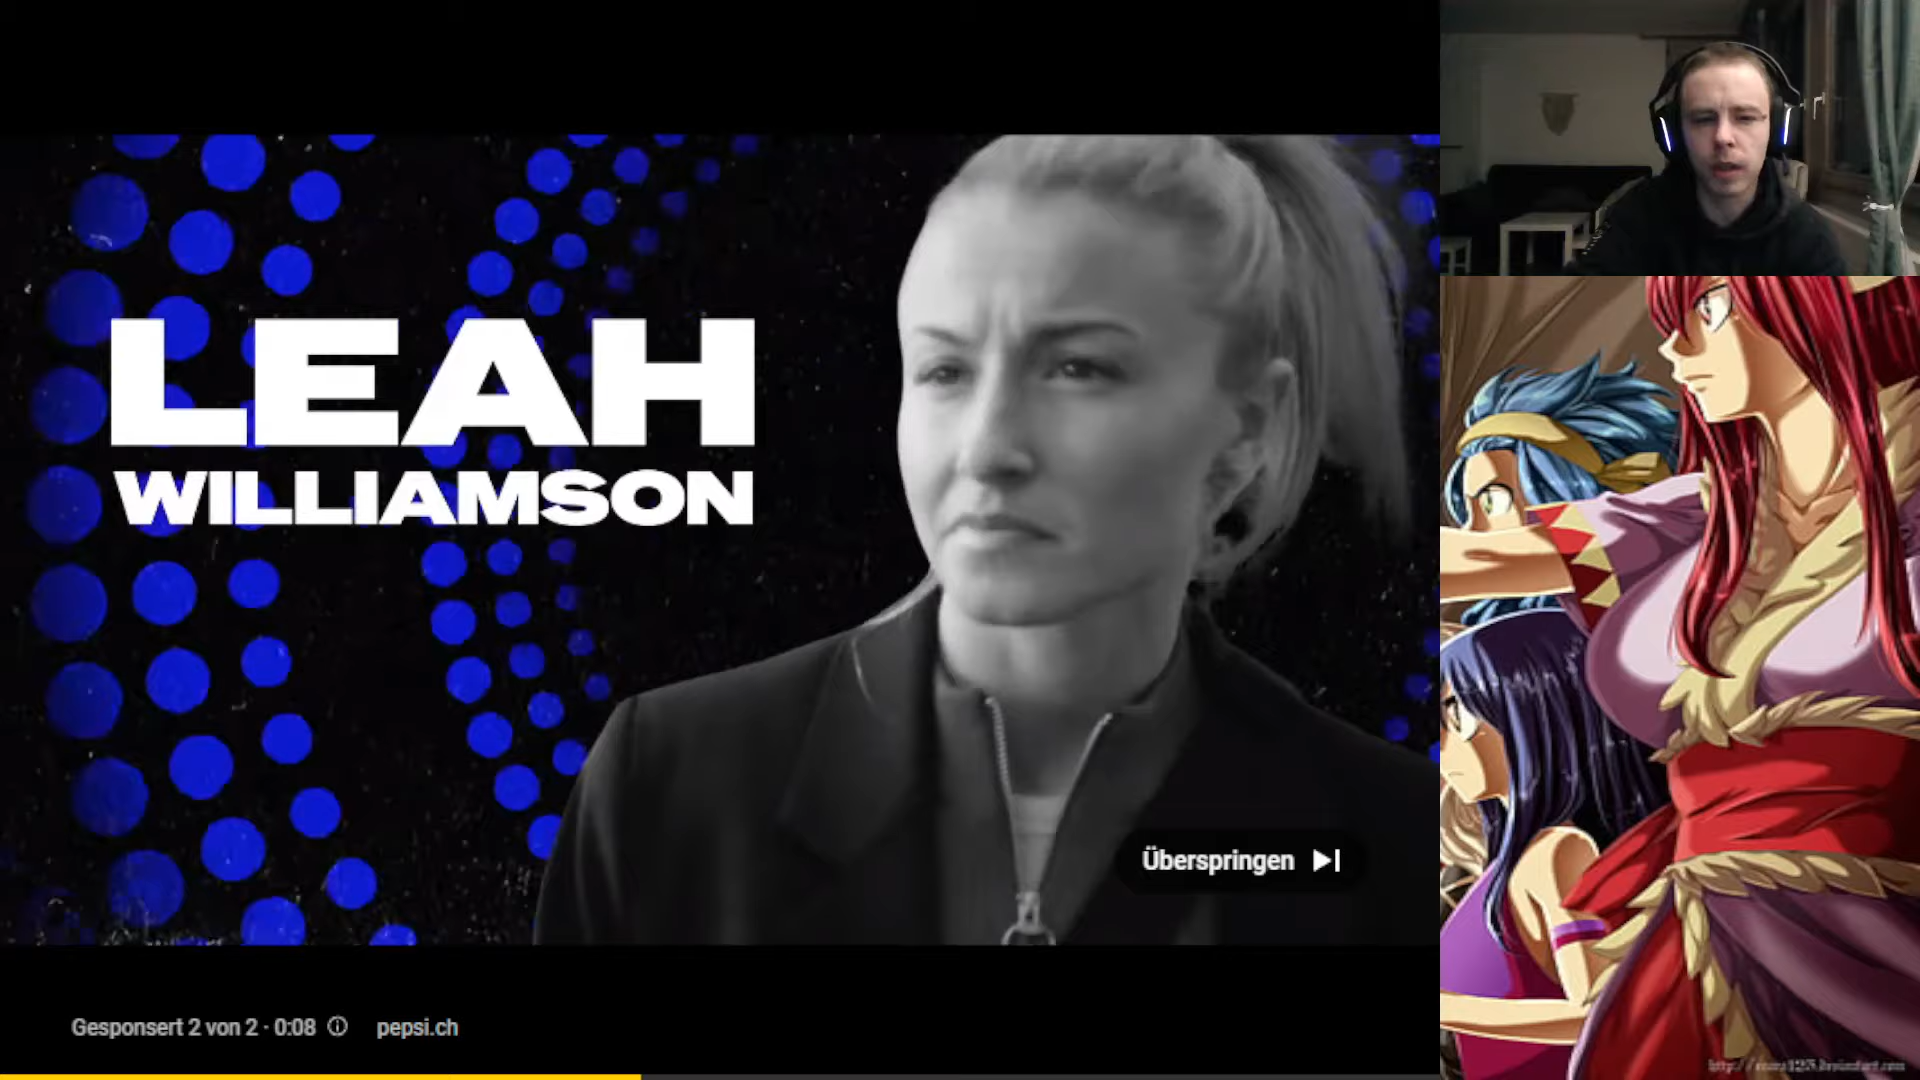 LEAH
WILLIAMSON
Überspringen
Gesponsert 2 von 2 · 0:08
pepsi.ch